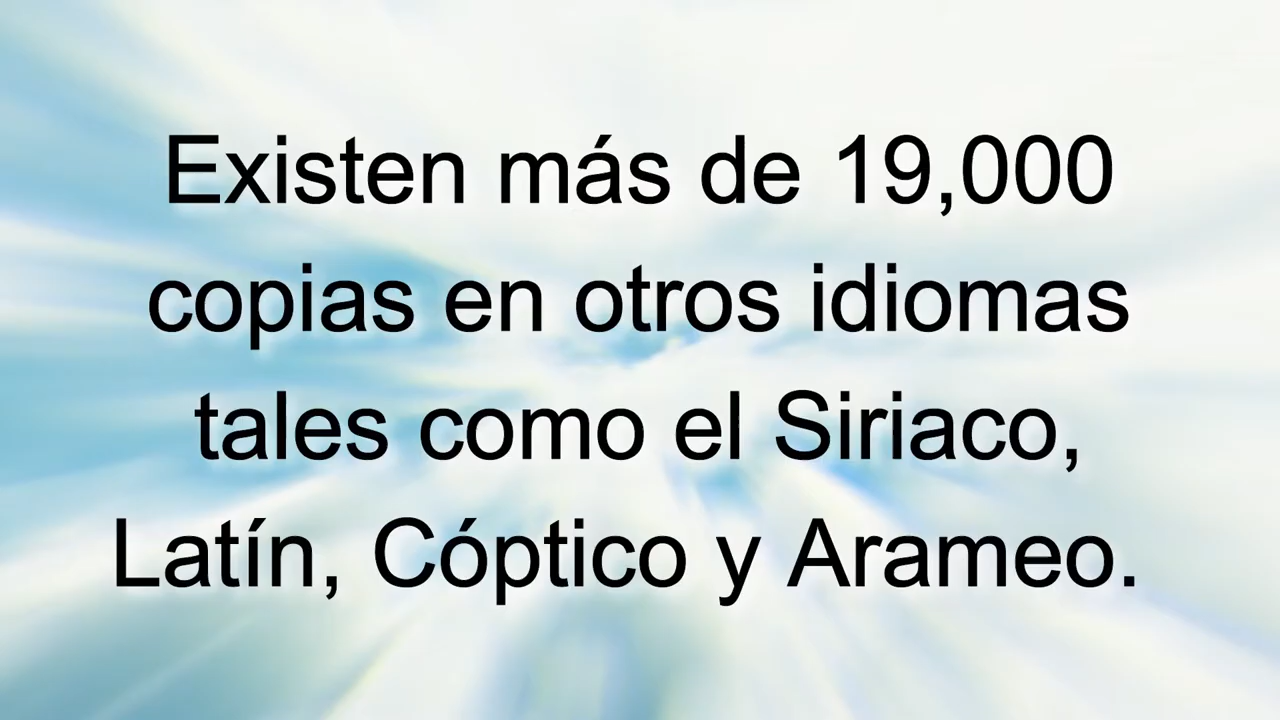 Existen más de 19,000
copias en otros idiomas
tales como el Siriaco,
Latín, Cóptico y Arameo.